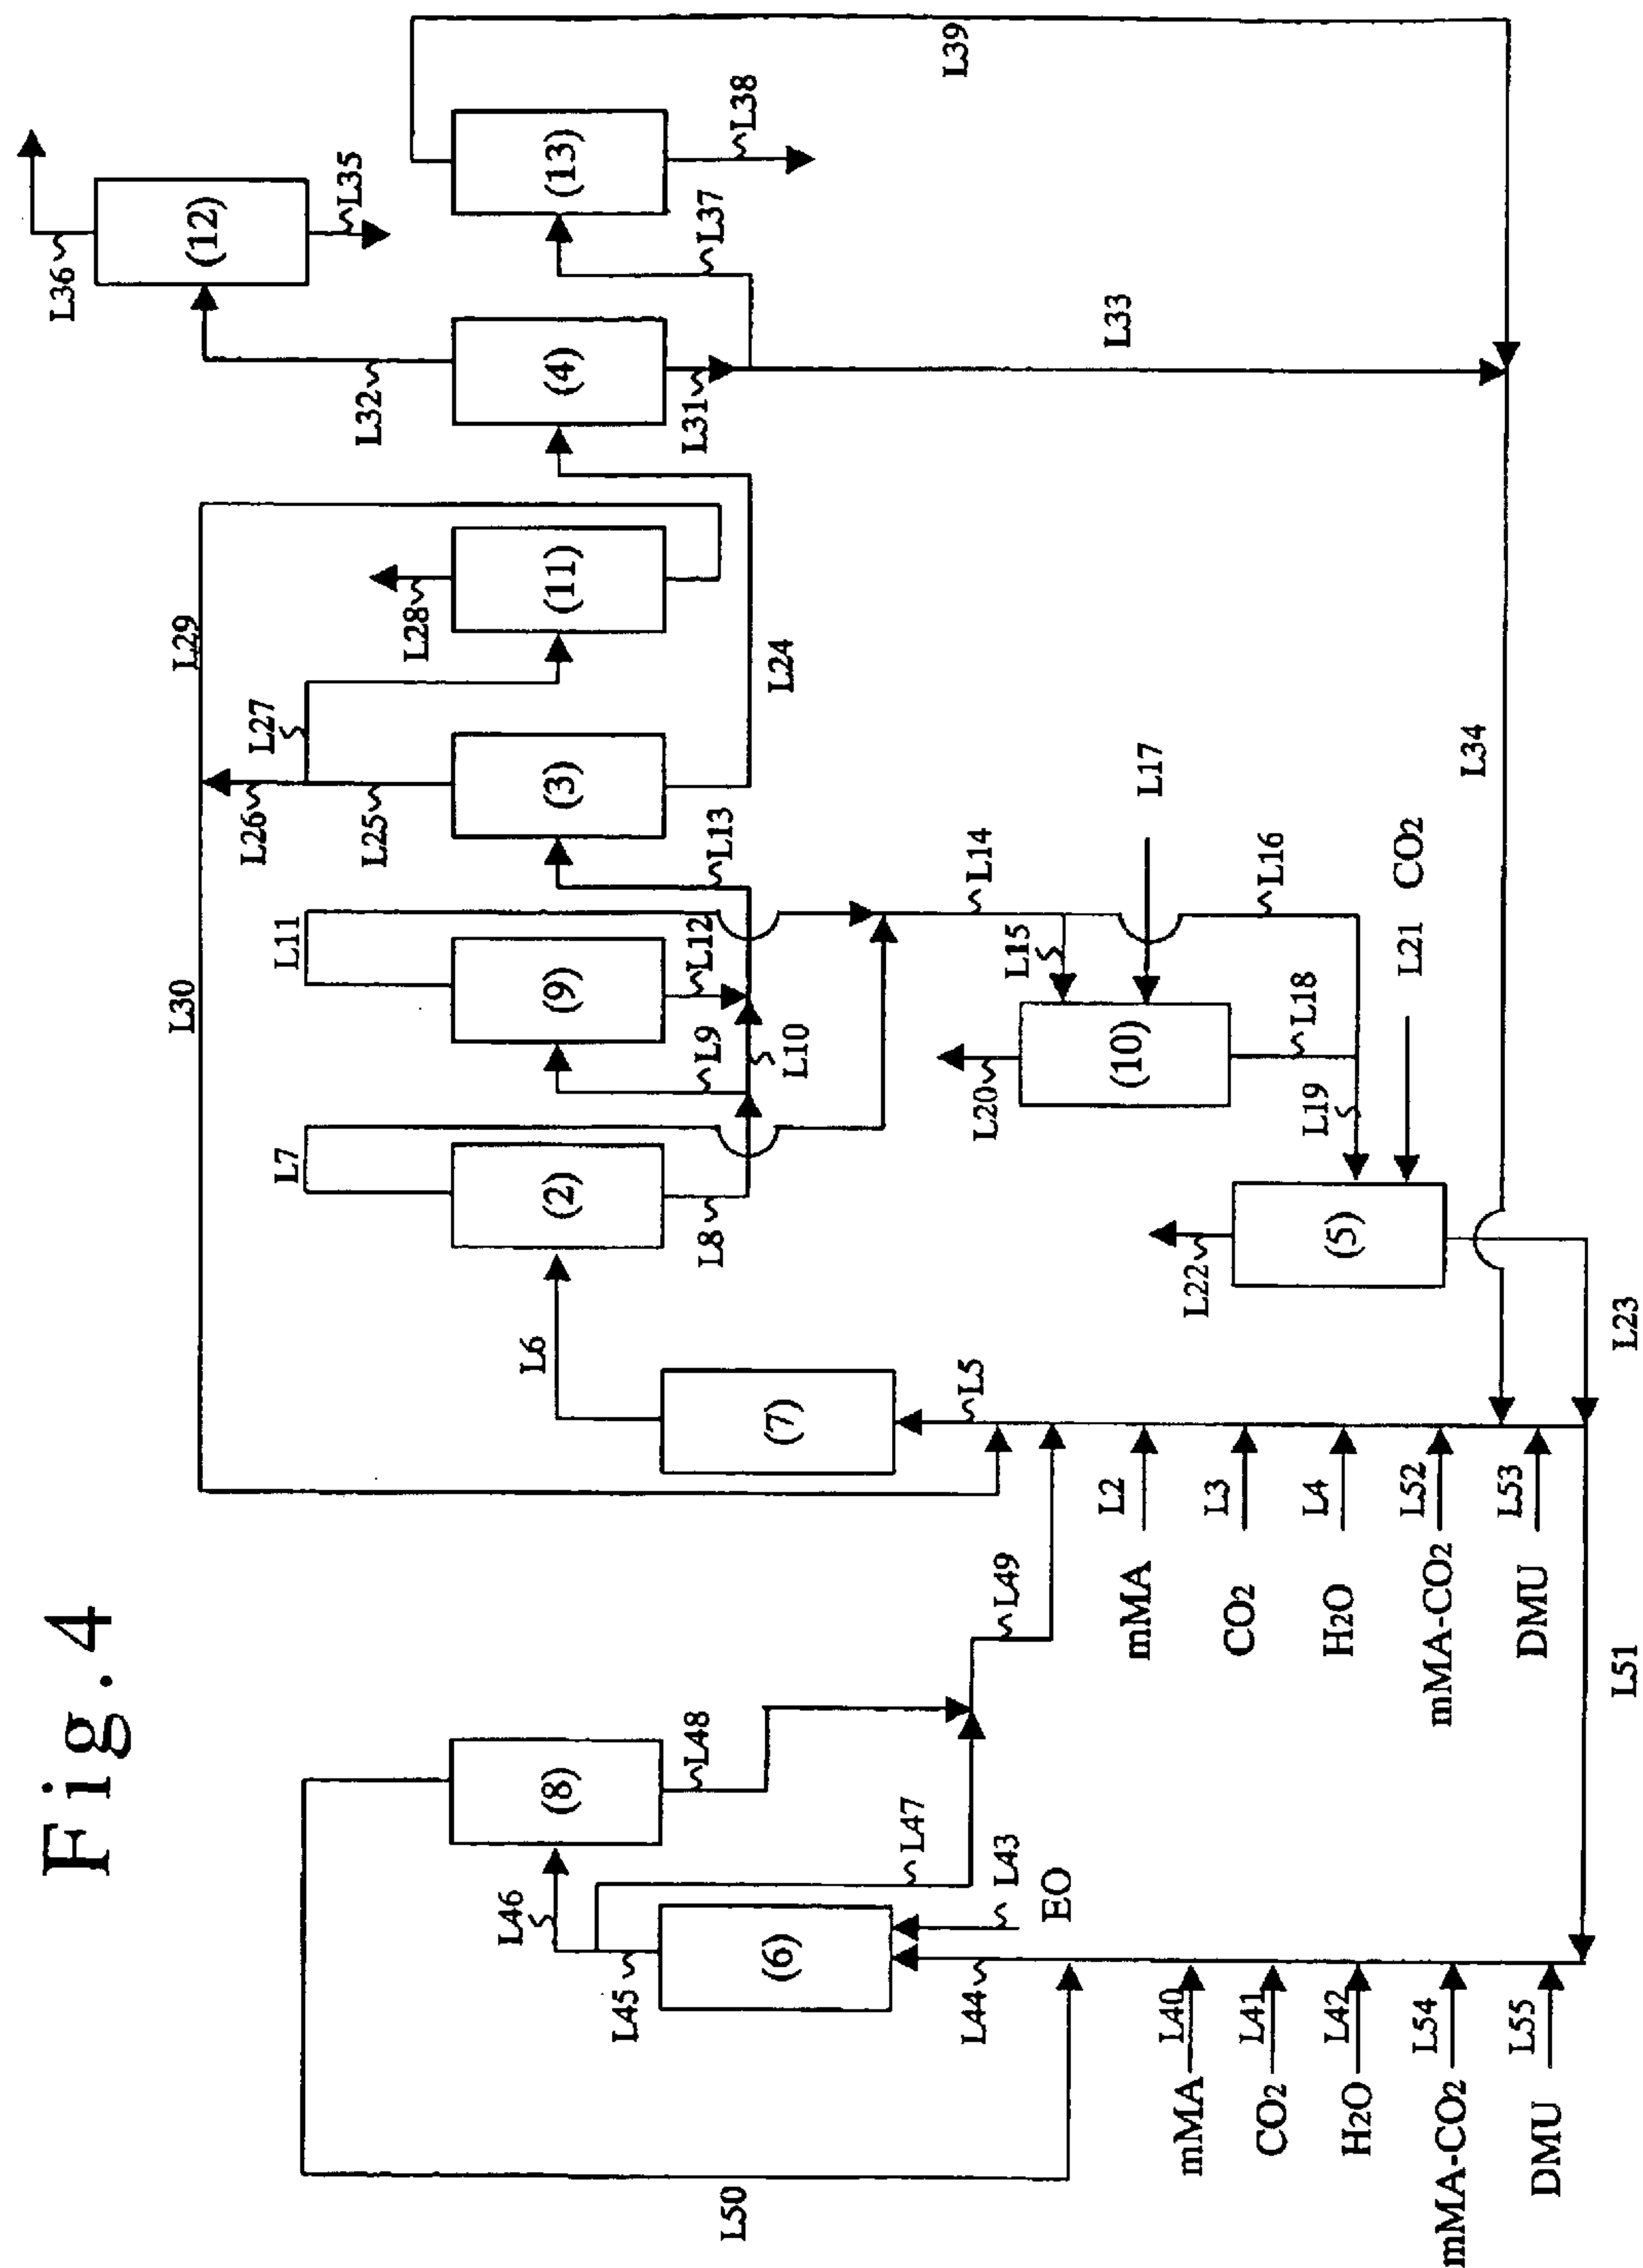 Fig.4
L36
(12)
L35
L32
L39
(13)
L38
L37
(4)
L31
L33
L29
L28
(11)
L24
L27
L26
L25
(3)
L13
L30
L11
(9)
L12
L9
L10
L7
(2)
L8
L14
L17
L15
L16
(10)
L18
L20
L19
L21 CO2
L34
L22
(5)
L23
L6
(7)
L5
L2
mMA
L3
CO2
L4
H2O
L52
mMA-CO2
L53
DMU
L49
(8)
L48
L47
L46
L43
EO
L45
(6)
L44
L50
L51
L40
mMA
L41
CO2
L42
H2O
L54
mMA-CO2
L55
DMU